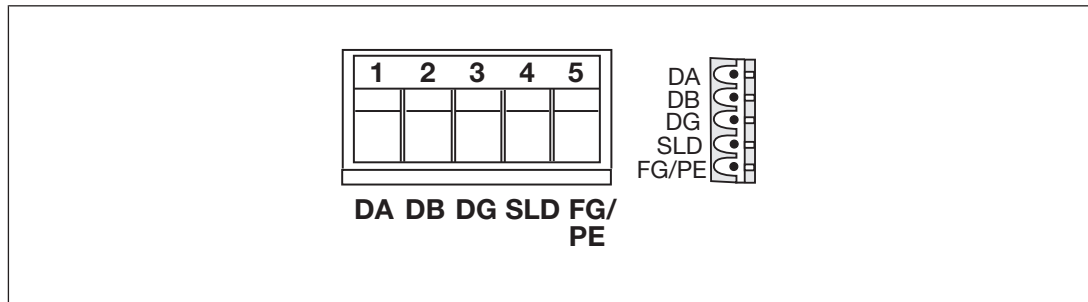 1 2 3 4 5
DA DB DG SLD FG/
PE
DA
DB
DG
SLD
FG/PE